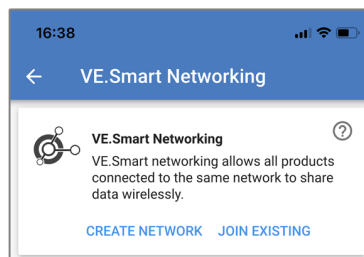 16:38
VE.Smart Networking
VE.Smart Networking
VE.Smart networking allows all products
connected to the same network to share
data wirelessly.
CREATE NETWORK JOIN EXISTING